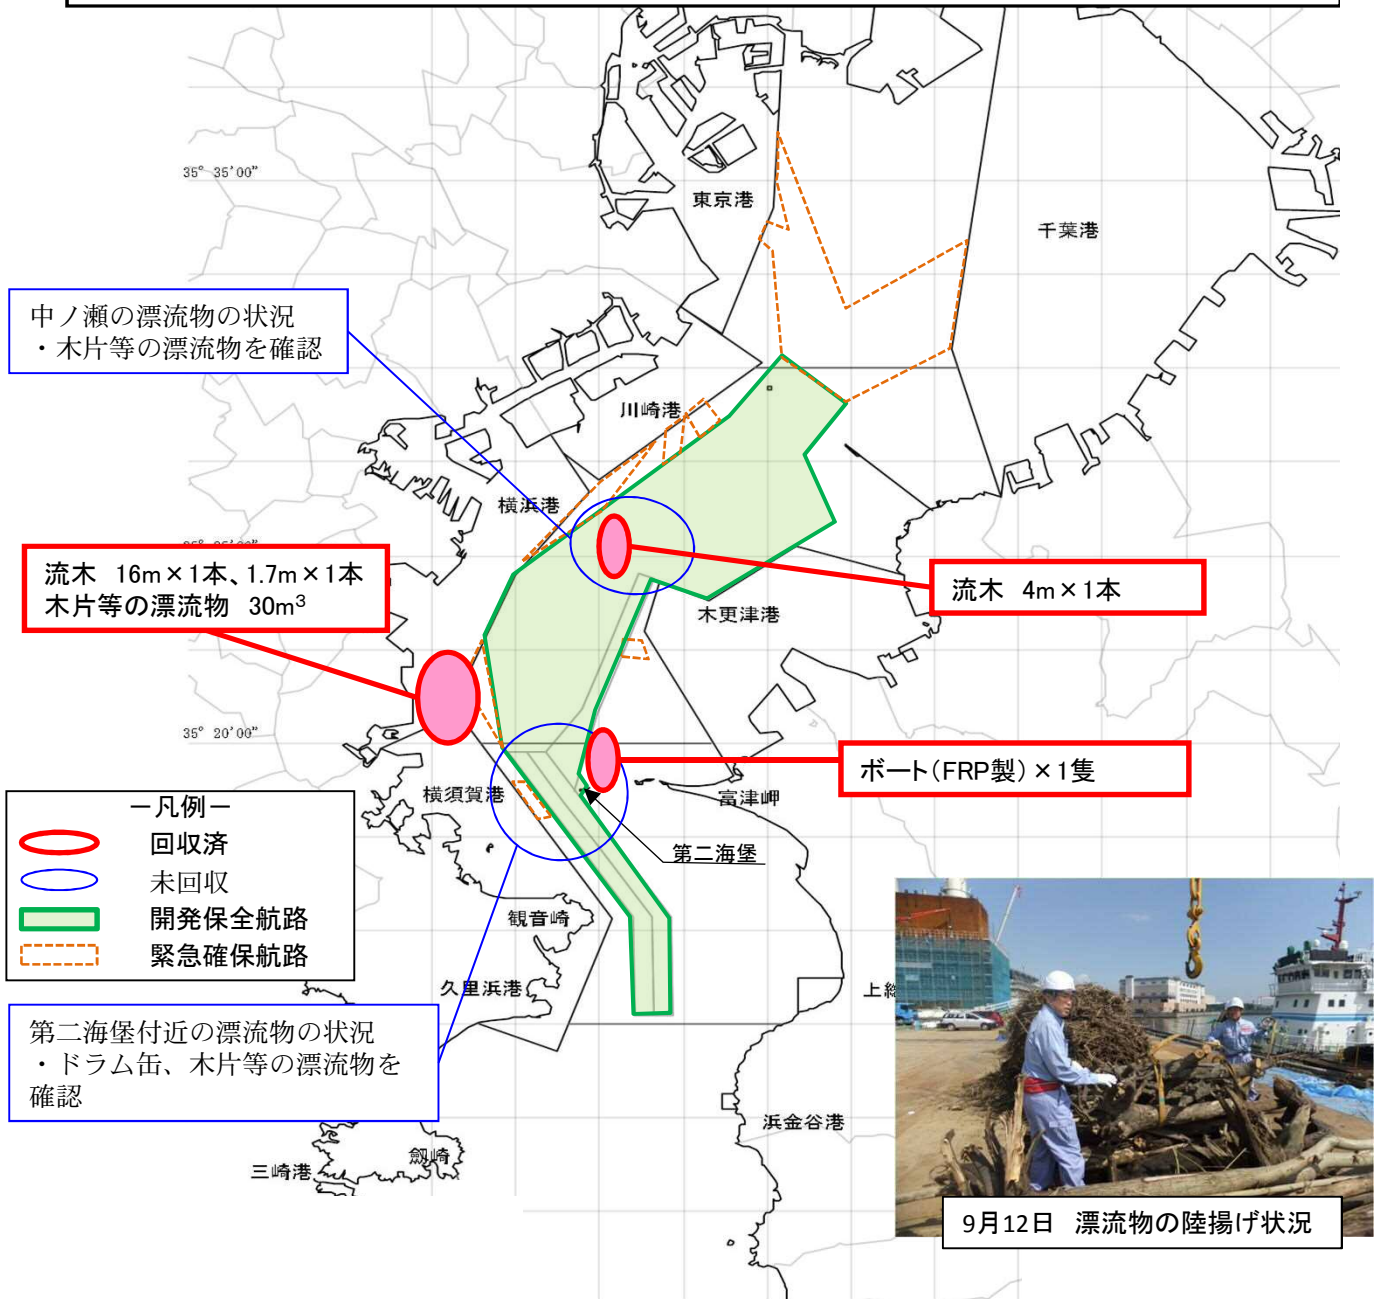 東京港
35° 35' 00"
千葉港
中ノ瀬の漂流物の状況
・木片等の漂流物を確認
川崎港
横浜港
流木 16m×1本、1.7m×1本
木片等の漂流物 30m³
流木 4m×1本
木更津港
35° 20' 00"
ボート(FRP製)×1隻
横須賀港
富津岬
第二海堡
－凡例－
回収済
未回収
開発保全航路
緊急確保航路
観音崎
久里浜港
上総
第二海堡付近の漂流物の状況
・ドラム缶、木片等の漂流物を
確認
浜金谷港
三崎港
剱崎
9月12日 漂流物の陸揚げ状況